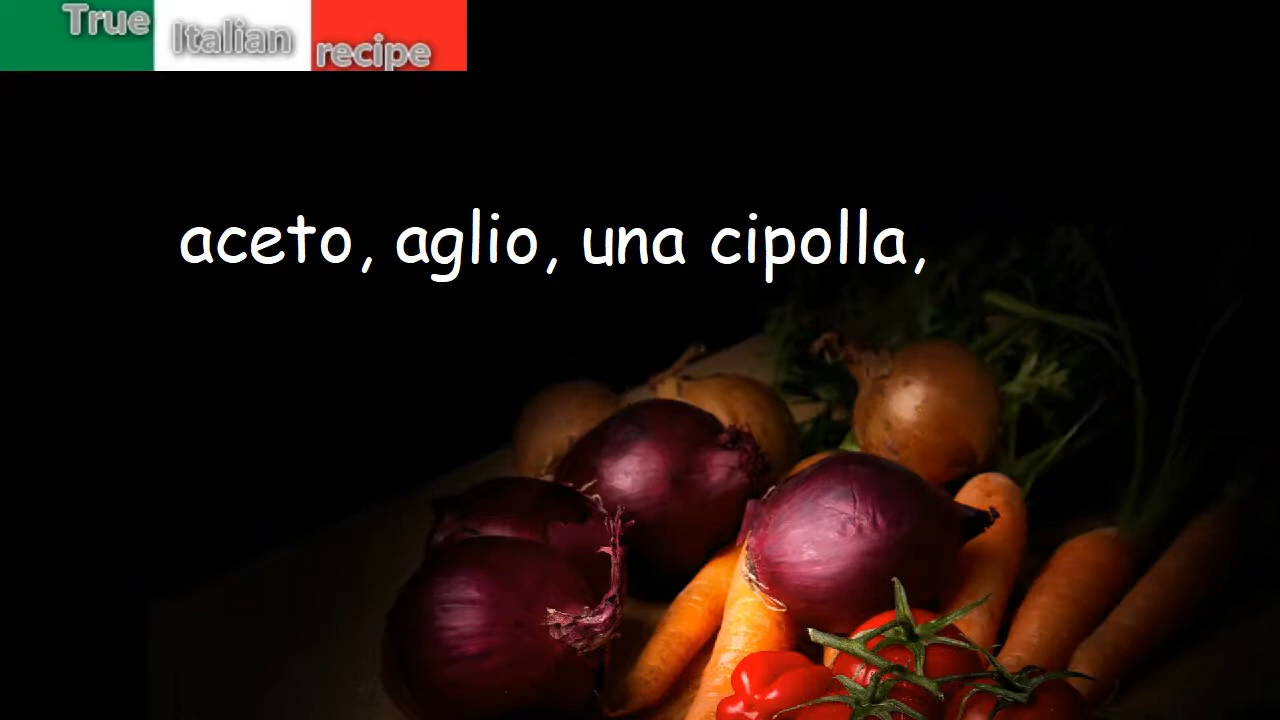 True Italian recipe
aceto, aglio, una cipolla,